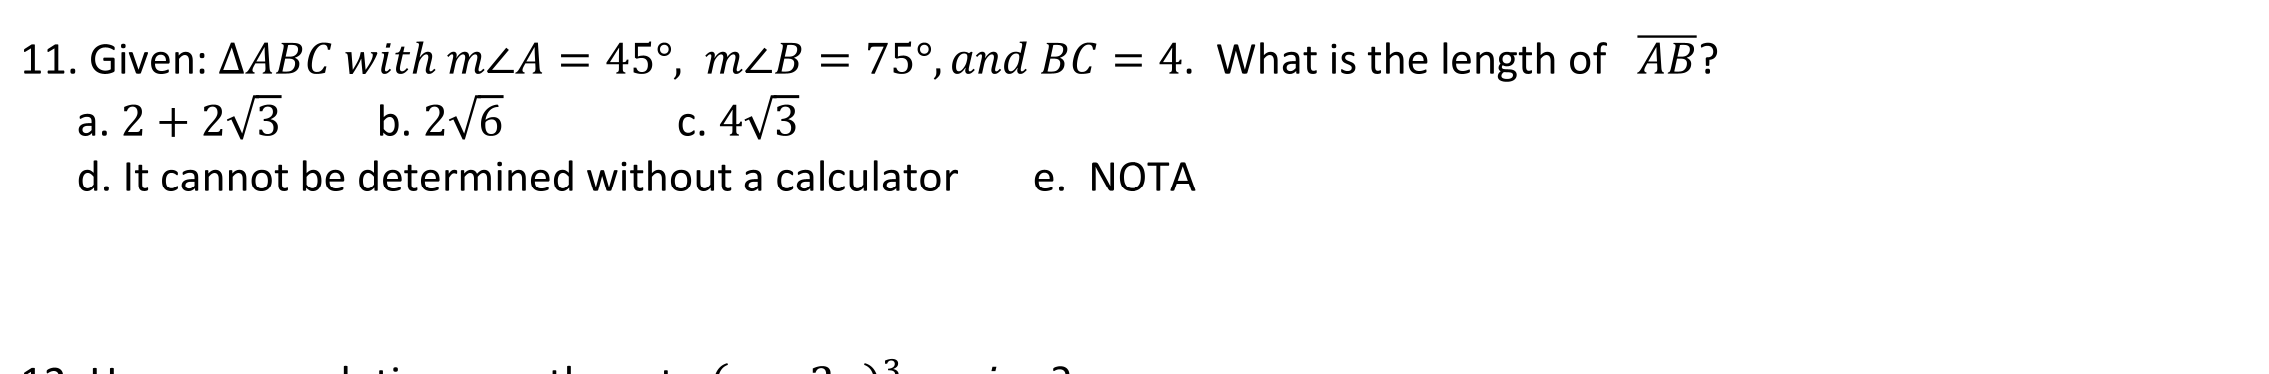 11. Given: ΔABC with m∠A = 45°, m∠B = 75°, and BC = 4. What is the length of A̅B̅?
a. 2 + 2√3 b. 2√6 c. 4√3
d. It cannot be determined without a calculator e. NOTA